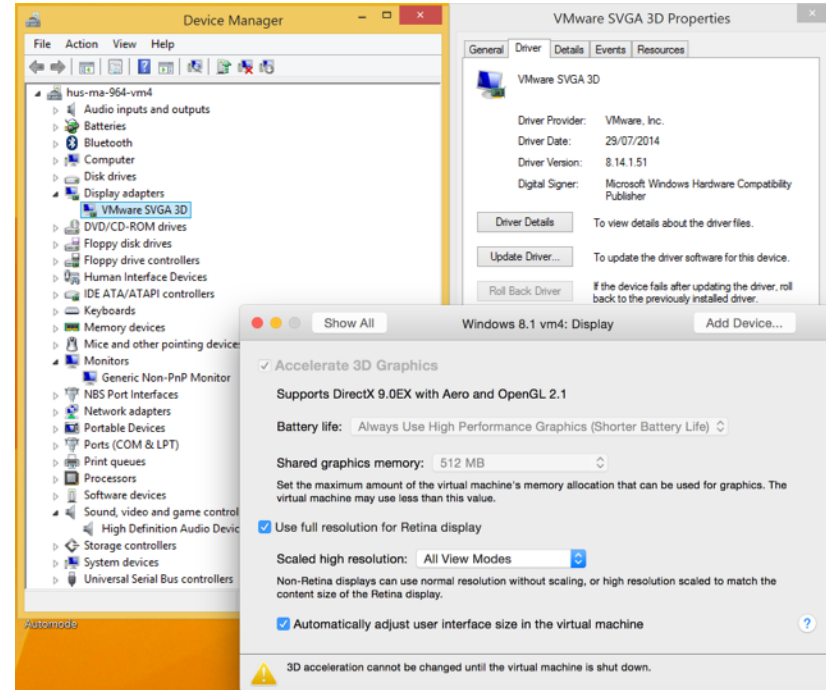 Device Manager
File Action View Help
hus-ma-964-vm4
Audio inputs and outputs
Batteries
Bluetooth
Computer
Disk drives
Display adapters
VMware SVGA 3D
DVD/CD-ROM drives
Floppy disk drives
Floppy drive controllers
Human Interface Devices
IDE ATA/ATAPI controllers
Keyboards
Memory devices
Mice and other pointing device
Monitors
Generic Non-PnP Monitor
NBS Port Interfaces
Network adapters
Portable Devices
Ports (COM & LPT)
Print queues
Processors
Software devices
Sound, video and game control
High Definition Audio Devic
Storage controllers
System devices
Universal Serial Bus controllers
Automode
VMware SVGA 3D Properties
General Driver Details Events Resources
VMware SVGA 3D
Driver Provider: VMware, Inc.
Driver Date: 29/07/2014
Driver Version: 8.14.1.51
Digital Signer: Microsoft Windows Hardware Compatibility
Publisher
Driver Details To view details about the driver files.
Update Driver... To update the driver software for this device.
Roll Back Driver If the device fails after updating the driver, roll
back to the previously installed driver.
Show All Windows 8.1 vm4: Display Add Device...
Accelerate 3D Graphics
Supports DirectX 9.0EX with Aero and OpenGL 2.1
Battery life: Always Use High Performance Graphics (Shorter Battery Life)
Shared graphics memory: 512 MB
Set the maximum amount of the virtual machine's memory allocation that can be used for graphics. The
virtual machine may use less than this value.
Use full resolution for Retina display
Scaled high resolution: All View Modes
Non-Retina displays can use normal resolution without scaling, or high resolution scaled to match the
content size of the Retina display.
Automatically adjust user interface size in the virtual machine
?
3D acceleration cannot be changed until the virtual machine is shut down.